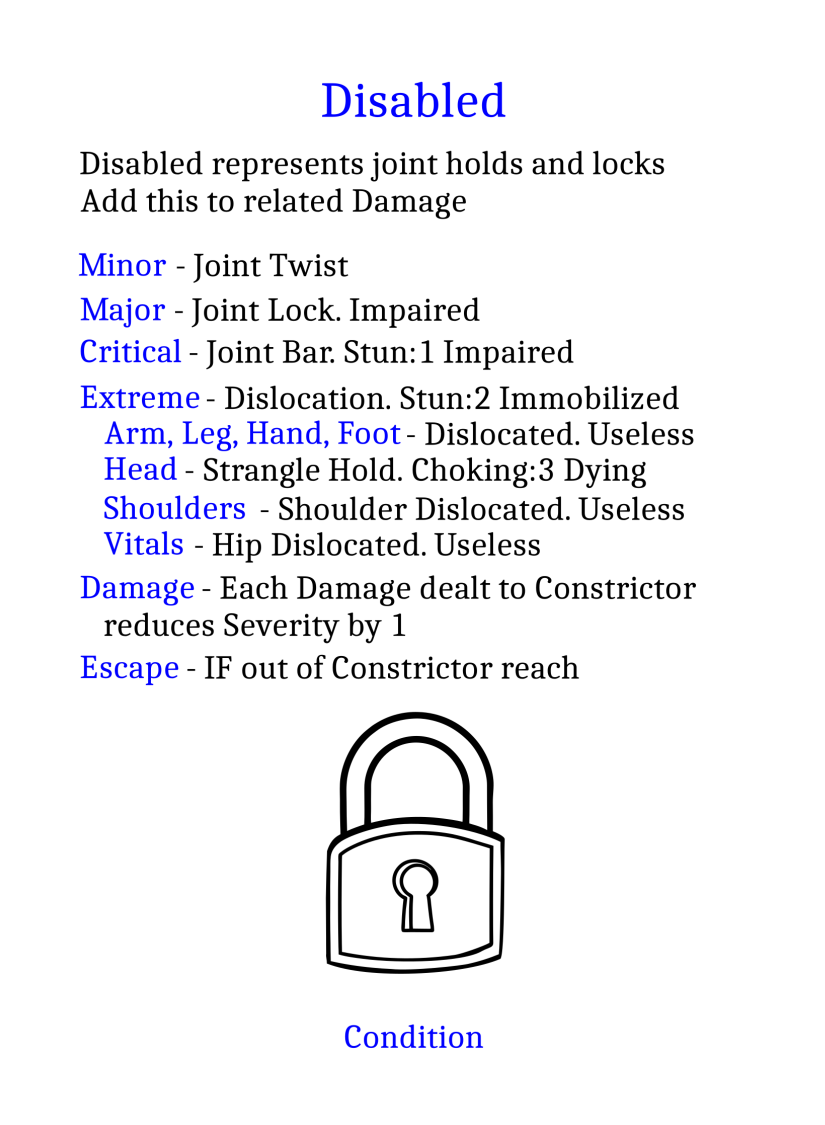 Disabled
Disabled represents joint holds and locks
Add this to related Damage
Minor - Joint Twist
Major - Joint Lock. Impaired
Critical - Joint Bar. Stun:1 Impaired
Extreme - Dislocation. Stun:2 Immobilized
Arm, Leg, Hand, Foot - Dislocated. Useless
Head - Strangle Hold. Choking:3 Dying
Shoulders - Shoulder Dislocated. Useless
Vitals - Hip Dislocated. Useless
Damage - Each Damage dealt to Constrictor
reduces Severity by 1
Escape - IF out of Constrictor reach
Condition